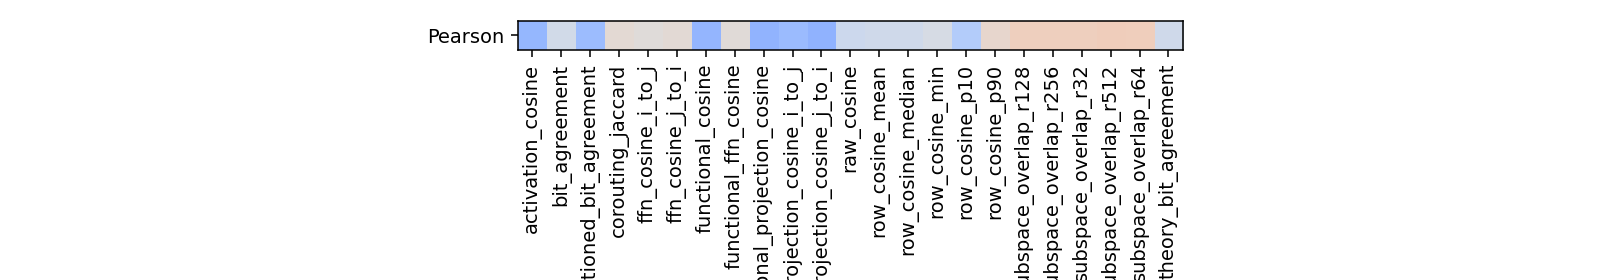 Pearson
activation_cosine
bit_agreement
tioned_bit_agreement
corouting_jaccard
ffn_cosine_i_to_j
ffn_cosine_j_to_i
functional_cosine
functional_ffn_cosine
nal_projection_cosine
rojection_cosine_i_to_j
rojection_cosine_j_to_i
raw_cosine
row_cosine_mean
row_cosine_median
row_cosine_min
row_cosine_p10
row_cosine_p90
ubspace_overlap_r128
ubspace_overlap_r256
subspace_overlap_r32
ubspace_overlap_r512
subspace_overlap_r64
theory_bit_agreement